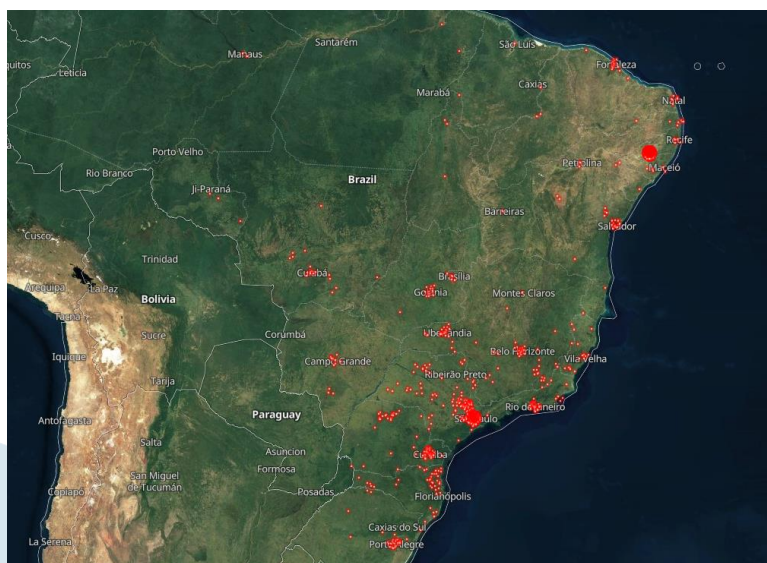 Manaus
Santarém
São Luís
quitos
Leticia
Fortaleza
Marabá
Caxias
Natal
Recife
Porto Velho
Petrolina
Maceió
Rio Branco
Brazil
Ji-Paraná
Barreiras
Salvador
Cusco
Trinidad
Cuiabá
Brasília
Arequipa
La Paz
Bolivia
Goiânia
Montes Claros
Tacna
Sucre
Corumbá
Uberlândia
Iquique
Campo Grande
Belo Horizonte
Vila Velha
Tarija
Ribeirão Preto
Antofagasta
Paraguay
São Paulo
Rio de Janeiro
Salta
Asuncion
Curitiba
Formosa
San Miguel
de Tucumán
Copiapó
Posadas
Florianópolis
Caxias do Sul
La Serena
Porto Alegre